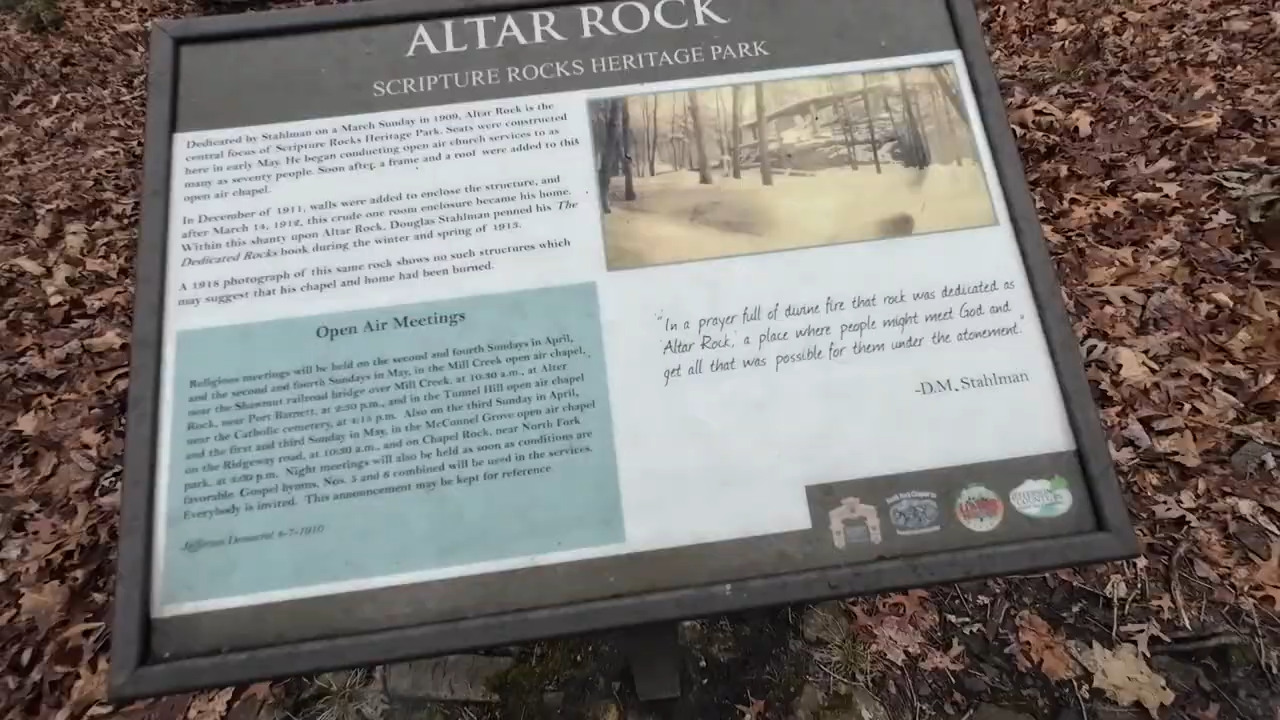 ALTAR ROCK
SCRIPTURE ROCKS HERITAGE PARK
Dedicated by Stahlman on a March Sunday in 1909, Altar Rock is the
central focus of Scripture Rocks Heritage Park. Seats were constructed
here in early May. He began conducting open air church services to as
many as seventy people. Soon after, a frame and a roof were added to this
open air chapel.
In December of 1911, walls were added to enclose the structure, and
after March 14, 1912, this crude one room enclosure became his home.
Within this shanty upon Altar Rock, Douglas Stahlman penned his The
Dedicated Rocks book during the winter and spring of 1913.
A 1918 photograph of this same rock shows no such structures which
may suggest that his chapel and home had been burned.
Open Air Meetings
Religious meetings will be held on the second and fourth Sundays in April,
and the second and fourth Sundays in May, in the Mill Creek open air chapel,
near the Shawmut railroad bridge over Mill Creek, at 10:30 a.m., at Alter
Rock, near Port Barnett, at 2:30 p.m., and in the Tunnel Hill open air chapel
near the Catholic cemetery, at 4:15 p.m. Also on the third Sunday in April,
and the first and third Sunday in May, in the McConnel Grove open air chapel
on the Ridgeway road, at 10:30 a.m., and on Chapel Rock, near North Fork
park, at p.m. Night meetings will also be held as soon as conditions are
favorable. Gospel hymns, Nos. 5 and 6 combined will be used in the services.
Everybody is invited. This announcement may be kept for reference.
Jefferson Democrat
"In a prayer full of divine fire that rock was dedicated as
'Altar Rock,' a place where people might meet God and
get all that was possible for them under the atonement."
-D.M. Stahlman